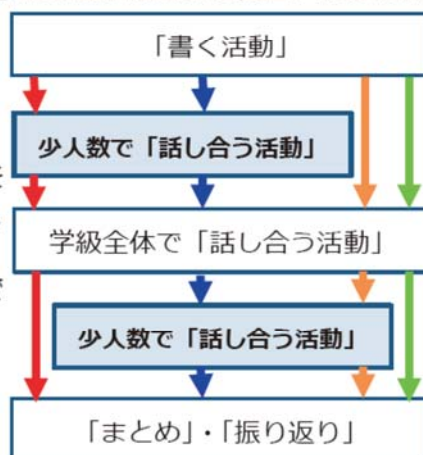 「書く活動」
少人数で「話し合う活動」
学級全体で「話し合う活動」
少人数で「話し合う活動」
「まとめ」・「振り返り」